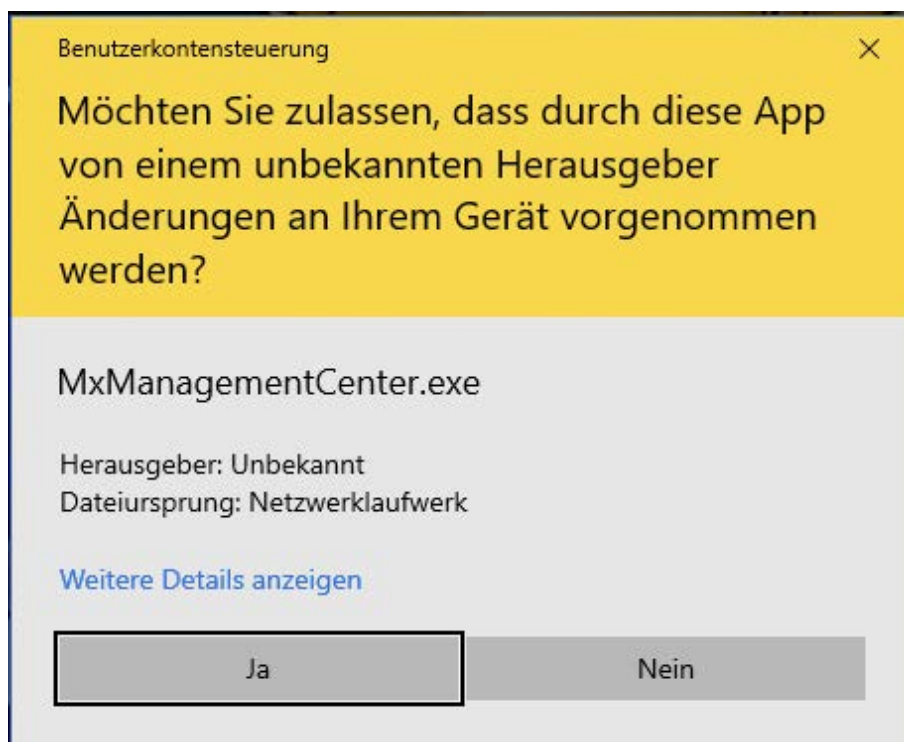 Benutzerkontensteuerung
Möchten Sie zulassen, dass durch diese App
von einem unbekannten Herausgeber
Änderungen an Ihrem Gerät vorgenommen
werden?
MxManagementCenter.exe
Herausgeber: Unbekannt
Dateiursprung: Netzwerklaufwerk
Weitere Details anzeigen
Ja
Nein